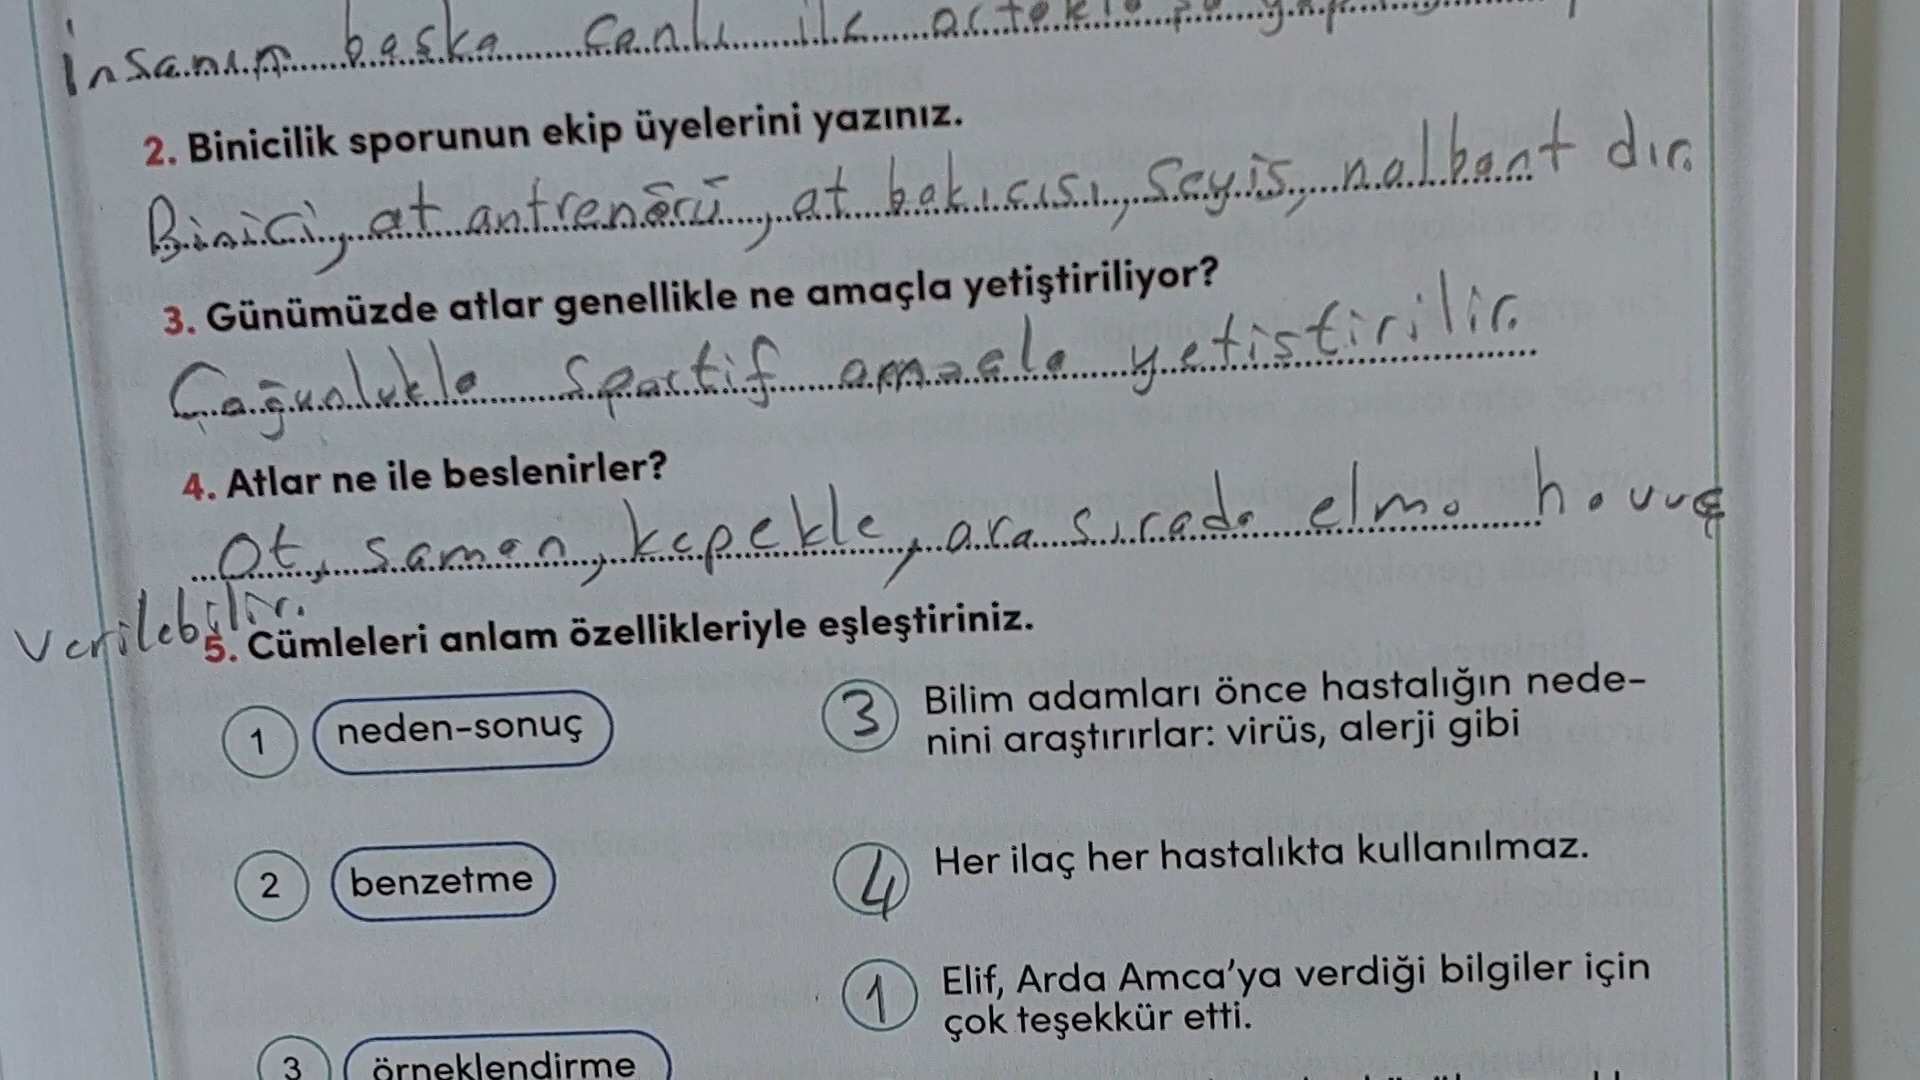 İnsanın başka canlı ile
2. Binicilik sporunun ekip üyelerini yazınız.
Binici, at antrenörü, at bakıcısı, Seyis, nalbant dır.
3. Günümüzde atlar genellikle ne amaçla yetiştiriliyor?
Çoğunlukla Sportif amaçla yetiştirilir.
4. Atlar ne ile beslenirler?
Ot, saman, kepekle, ara sırada elma havuç
verilebilir.
5. Cümleleri anlam özellikleriyle eşleştiriniz.
1 neden-sonuç
3 Bilim adamları önce hastalığın nede-
nini araştırırlar: virüs, alerji gibi
2 benzetme
4 Her ilaç her hastalıkta kullanılmaz.
1 Elif, Arda Amca'ya verdiği bilgiler için
çok teşekkür etti.
3 örneklendirme